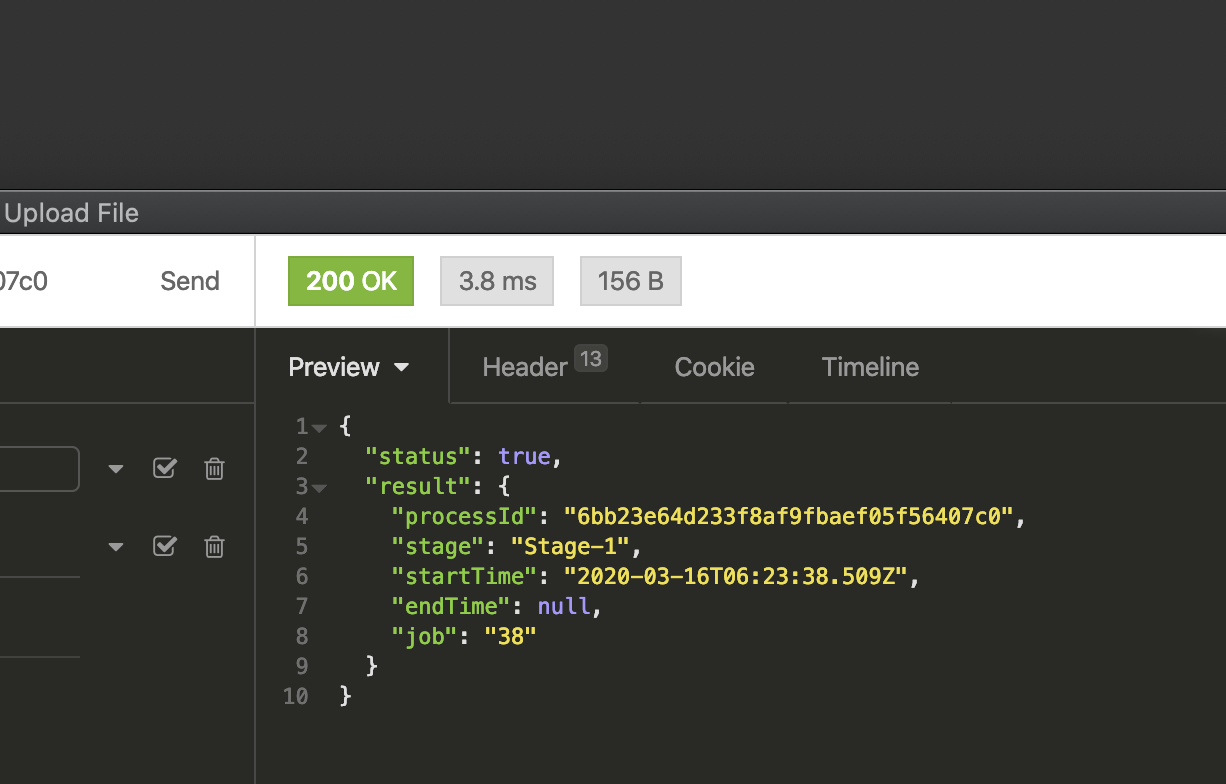 Upload File
07c0 Send 200 OK 3.8 ms 156 B
Preview Header 13 Cookie Timeline
1 {
2 "status": true,
3 "result": {
4 "processId": "6bb23e64d233f8af9fbaef05f56407c0",
5 "stage": "Stage-1",
6 "startTime": "2020-03-16T06:23:38.509Z",
7 "endTime": null,
8 "job": "38"
9 }
10 }